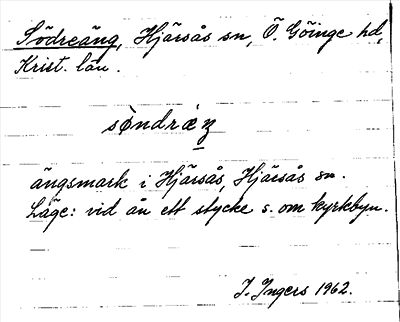 Södreäng, Hjärsås sn, Ö. Göinge hd,
Krist. län.
sǿndrǽŋ
ängsmark i Hjärsås, Hjärsås sn.
Läge: vid ån ett stycke s. om kyrkbyn.
I. Ingers 1962.